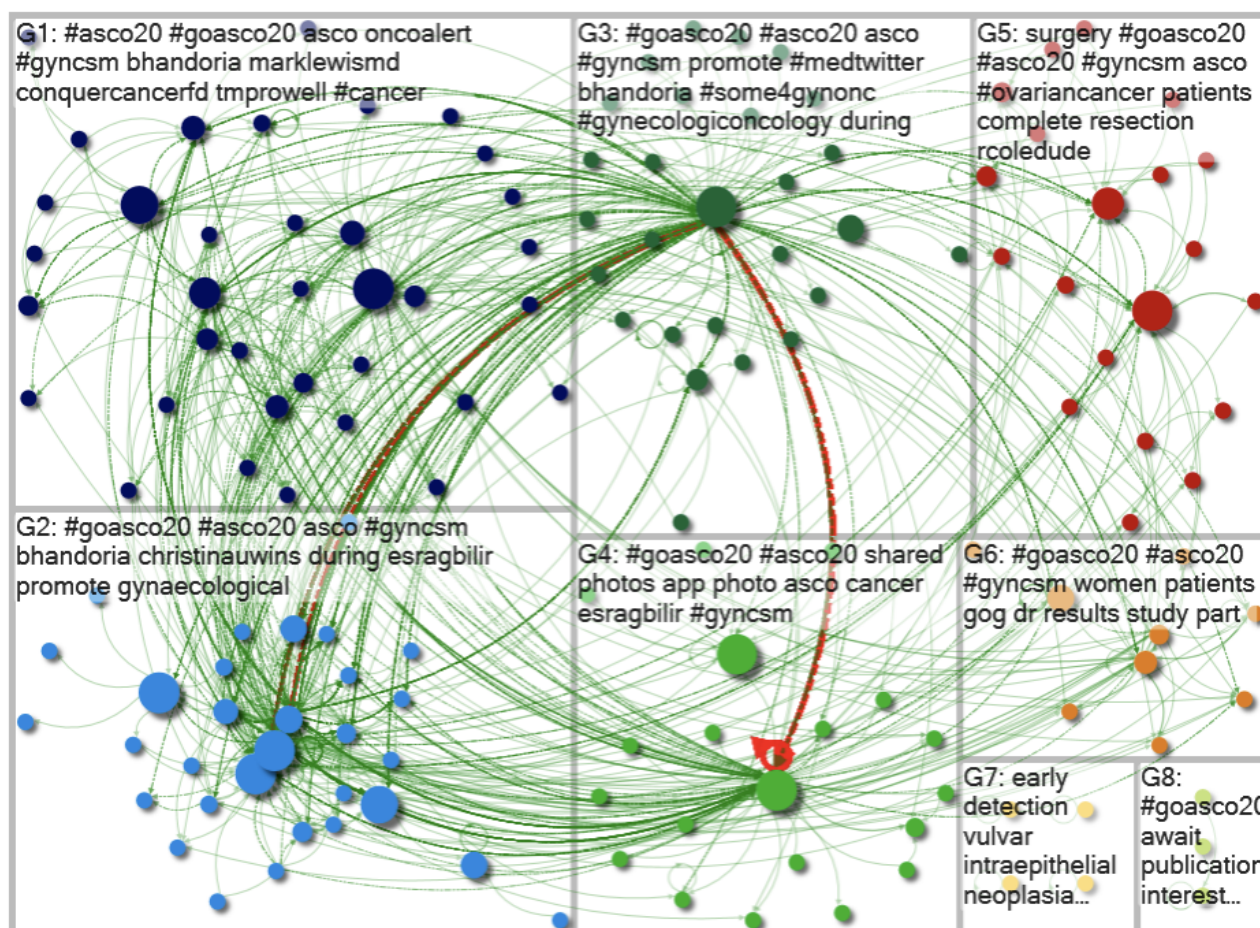 G1: #asco20 #goasco20 asco oncoalert
#gyncsm bhandoria marklewismd
conquercancerfd tmprowell #cancer
G3: #goasco20 #asco20 asco
#gyncsm promote #medtwitter
bhandoria #some4gynonc
#gynecologiconcology during
G5: surgery #goasco20
#asco20 #gyncsm asco
#ovariancancer patients
complete resection
rcoledude
G2: #goasco20 #asco20 asco #gyncsm
bhandoria christinauwins during esragbilir
promote gynaecological
G4: #goasco20 #asco20 shared
photos app photo asco cancer
esragbilir #gyncsm
G6: #goasco20 #asco20
#gyncsm women patients
gog dr results study part
G7: early
detection
vulvar
intraepithelial
neoplasia...
G8:
#goasco20
await
publication
interest...